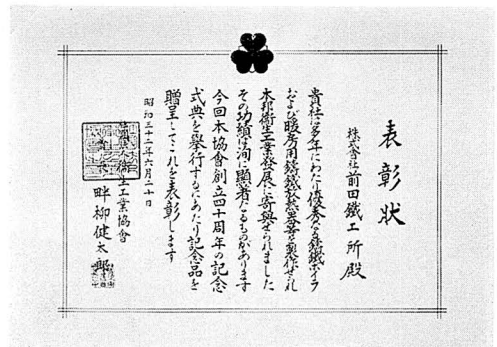 表彰状
株式会社 前田鐵工所殿
貴社は多年にわたり優秀なる鋳鐵ボイラ
および暖房用鋳鐵放熱器を製作せられ
本邦衛生工業発展に寄與せられました
その功績は洵に顕著なるものがあります
今回本協會創立四十周年の記念
式典を挙行するにあたり記念品を
贈呈してこれを表彰します
昭和三十二年六月二十日
衛生工業協會
畔柳健太郎